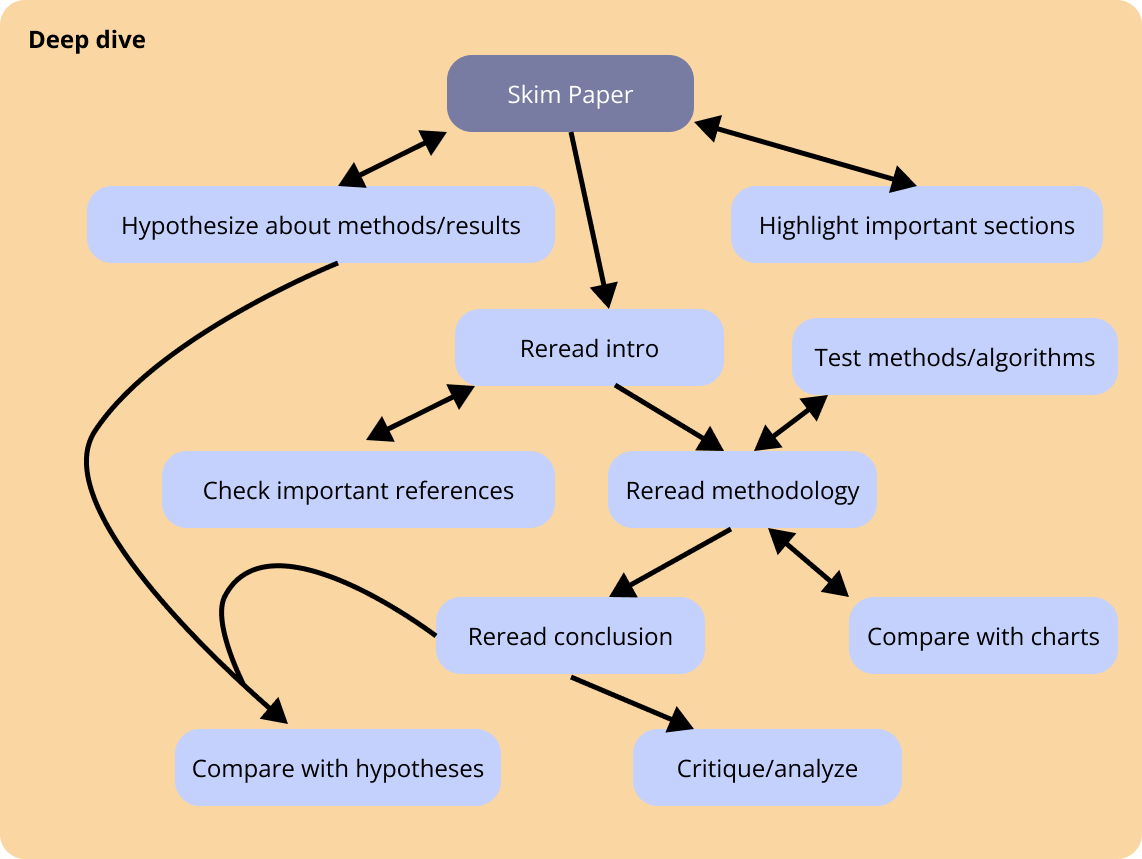 Deep dive
Skim Paper
Hypothesize about methods/results
Highlight important sections
Reread intro
Test methods/algorithms
Check important references
Reread methodology
Reread conclusion
Compare with charts
Compare with hypotheses
Critique/analyze